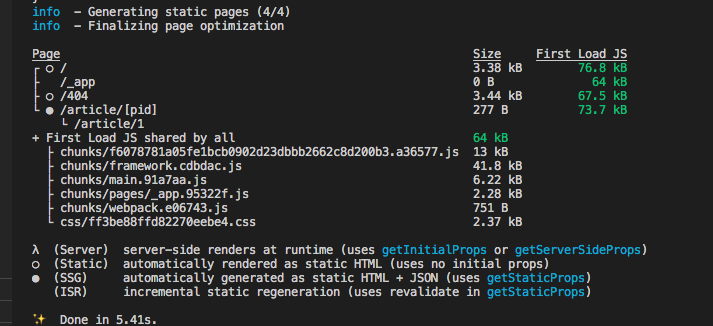 info  - Generating static pages (4/4)
info  - Finalizing page optimization
Page                                                           Size     First Load JS
┌ ○ /                                                          3.38 kB        76.8 kB
├   /_app                                                      0 B              64 kB
├ ○ /404                                                       3.44 kB        67.5 kB
└ ● /article/[pid]                                             277 B          73.7 kB
    └ /article/1
+ First Load JS shared by all                                  64 kB
  ├ chunks/f6078781a05fe1bcb0902d23dbbb2662c8d200b3.a36577.js  13 kB
  ├ chunks/framework.cdbdac.js                                 41.8 kB
  ├ chunks/main.91a7aa.js                                      6.22 kB
  ├ chunks/pages/_app.95322f.js                                2.28 kB
  ├ chunks/webpack.e06743.js                                   751 B
  └ css/ff3be88ffd82270eebe4.css                               2.37 kB
λ  (Server)  server-side renders at runtime (uses getInitialProps or getServerSideProps)
○  (Static)  automatically rendered as static HTML (uses no initial props)
●  (SSG)     automatically generated as static HTML + JSON (uses getStaticProps)
   (ISR)     incremental static regeneration (uses revalidate in getStaticProps)
✨  Done in 5.41s.